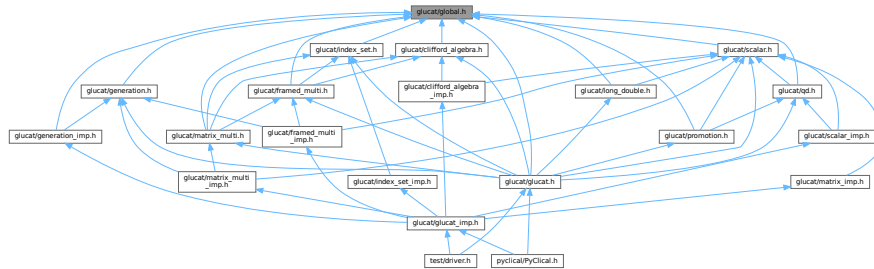 glucat/global.h
glucat/index_set.h
glucat/clifford_algebra.h
glucat/scalar.h
glucat/generation.h
glucat/framed_multi.h
glucat/clifford_algebra
_imp.h
glucat/long_double.h
glucat/qd.h
glucat/generation_imp.h
glucat/matrix_multi.h
glucat/framed_multi
_imp.h
glucat/promotion.h
glucat/scalar_imp.h
glucat/matrix_multi
_imp.h
glucat/index_set_imp.h
glucat/glucat.h
glucat/matrix_imp.h
glucat/glucat_imp.h
test/driver.h
pyclical/PyClical.h